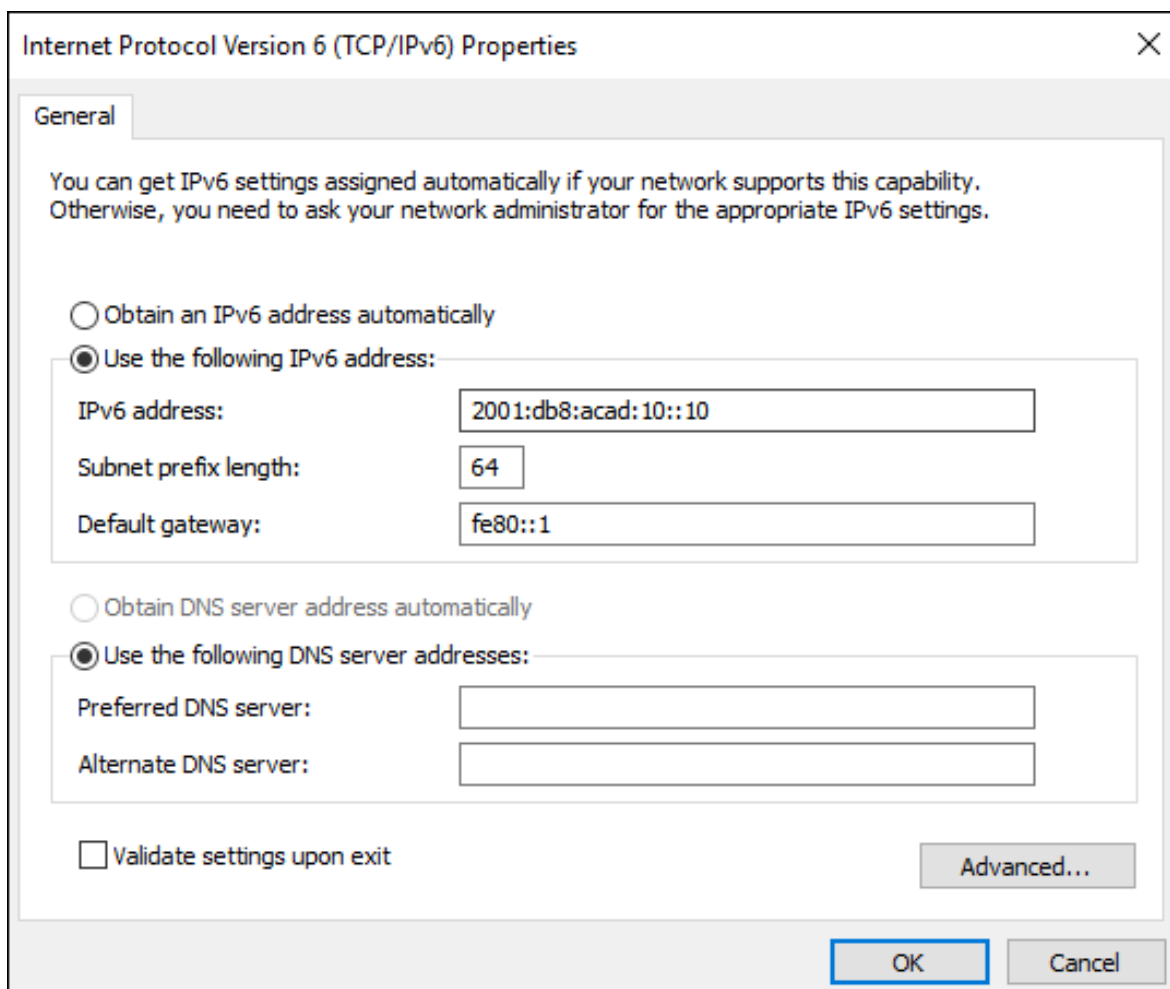 Internet Protocol Version 6 (TCP/IPv6) Properties
General
You can get IPv6 settings assigned automatically if your network supports this capability.
Otherwise, you need to ask your network administrator for the appropriate IPv6 settings.
Obtain an IPv6 address automatically
Use the following IPv6 address:
IPv6 address: 2001:db8:acad:10::10
Subnet prefix length: 64
Default gateway: fe80::1
Obtain DNS server address automatically
Use the following DNS server addresses:
Preferred DNS server:
Alternate DNS server:
Validate settings upon exit
Advanced...
OK Cancel